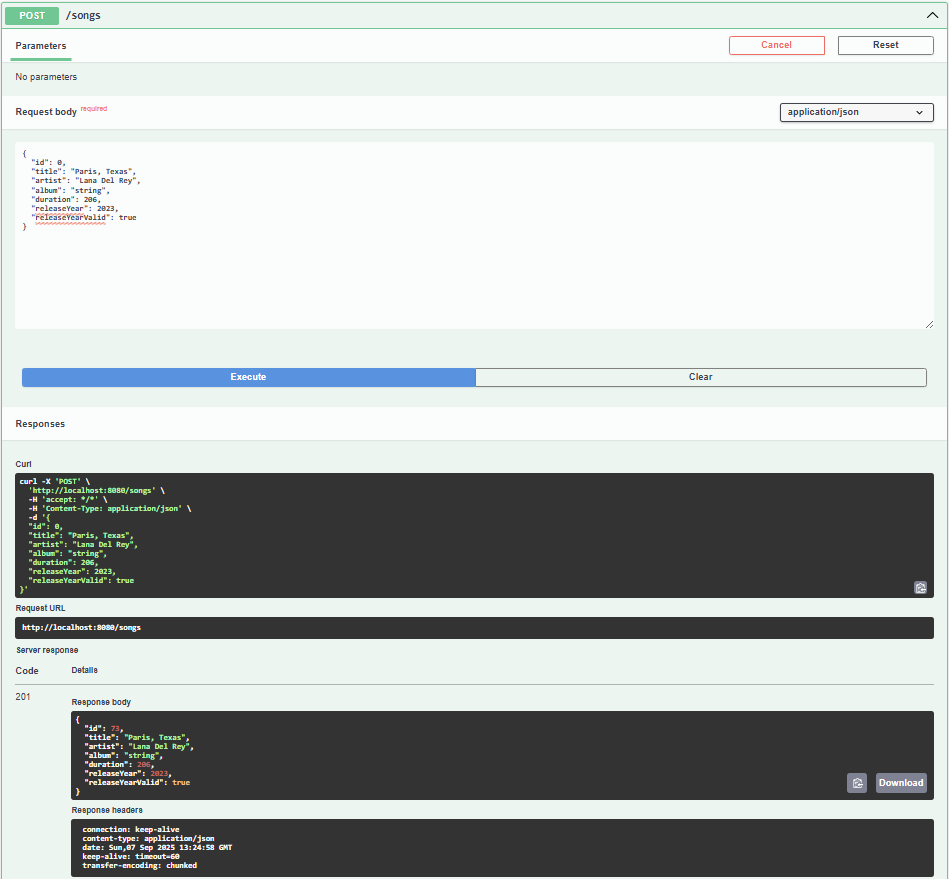 POST /songs
Parameters
Cancel
Reset
No parameters
Request body required
application/json
{
  "id": 0,
  "title": "Paris, Texas",
  "artist": "Lana Del Rey",
  "album": "string",
  "duration": 206,
  "releaseYear": 2023,
  "releaseYearValid": true
}
Execute
Clear
Responses
Curl
curl -X 'POST' \
  'http://localhost:8080/songs' \
  -H 'accept: */*' \
  -H 'Content-Type: application/json' \
  -d '{
  "id": 0,
  "title": "Paris, Texas",
  "artist": "Lana Del Rey",
  "album": "string",
  "duration": 206,
  "releaseYear": 2023,
  "releaseYearValid": true
}'
Request URL
http://localhost:8080/songs
Server response
Code Details
201
Response body
{
  "id": 73,
  "title": "Paris, Texas",
  "artist": "Lana Del Rey",
  "album": "string",
  "duration": 206,
  "releaseYear": 2023,
  "releaseYearValid": true
}
Download
Response headers
connection: keep-alive
content-type: application/json
date: Sun,07 Sep 2025 13:24:58 GMT
keep-alive: timeout=60
transfer-encoding: chunked